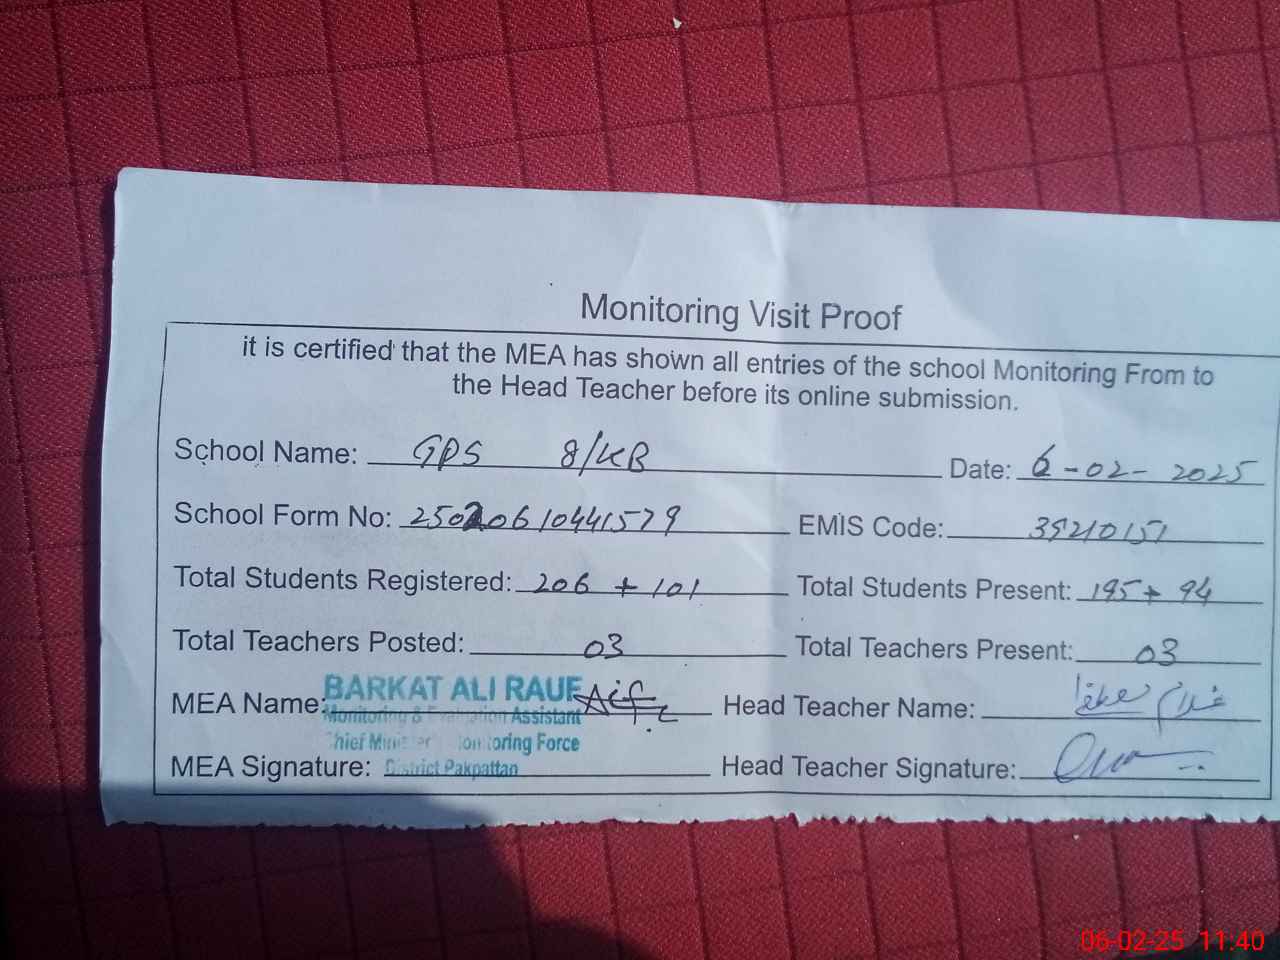 Monitoring Visit Proof
it is certified that the MEA has shown all entries of the school Monitoring From to
the Head Teacher before its online submission.
School Name: GPS 8/KB Date: 6-02-2025
School Form No: 25020610441579 EMIS Code: 39210151
Total Students Registered: 206 + 101 Total Students Present: 195 + 94
Total Teachers Posted: 03 Total Teachers Present: 03
MEA Name: BARKAT ALI RAUF Head Teacher Name: غلام
Monitoring & Evaluation Assistant
Chief Minister Monitoring Force
MEA Signature: District Pakpattan Head Teacher Signature:
06-02-25 11:40